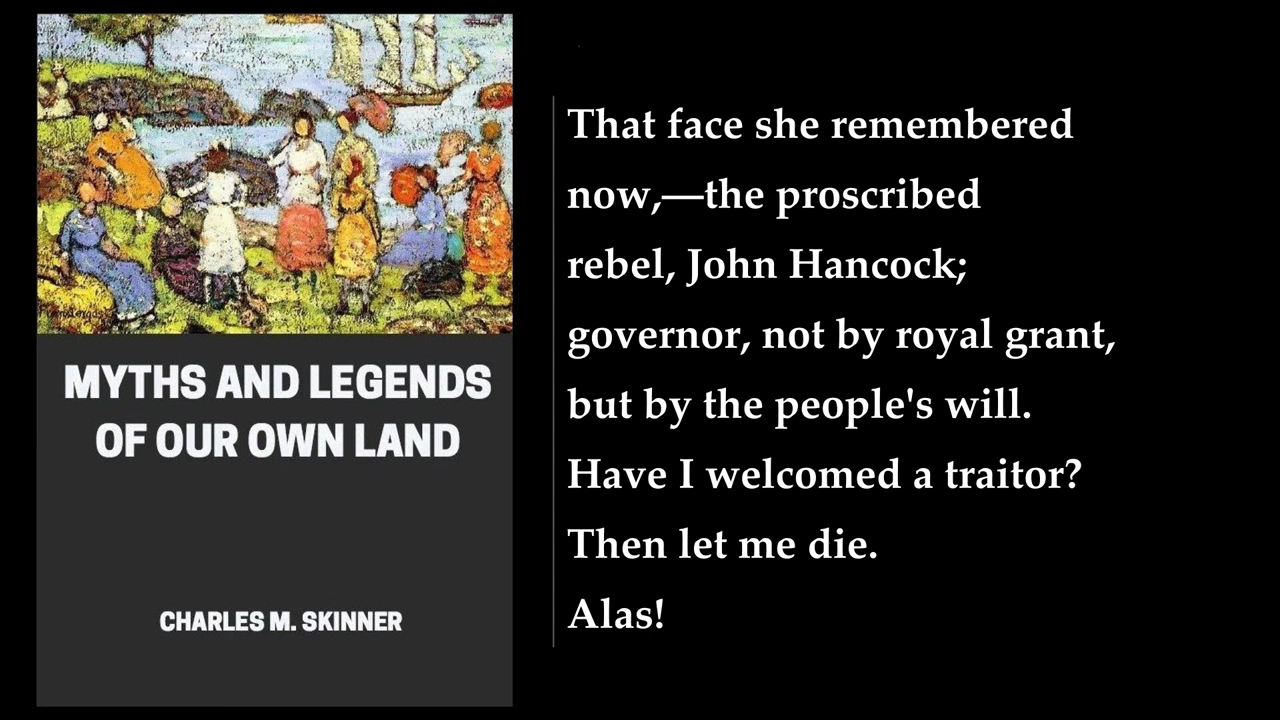 MYTHS AND LEGENDS
OF OUR OWN LAND
CHARLES M. SKINNER
That face she remembered
now,—the proscribed
rebel, John Hancock;
governor, not by royal grant,
but by the people's will.
Have I welcomed a traitor?
Then let me die.
Alas!